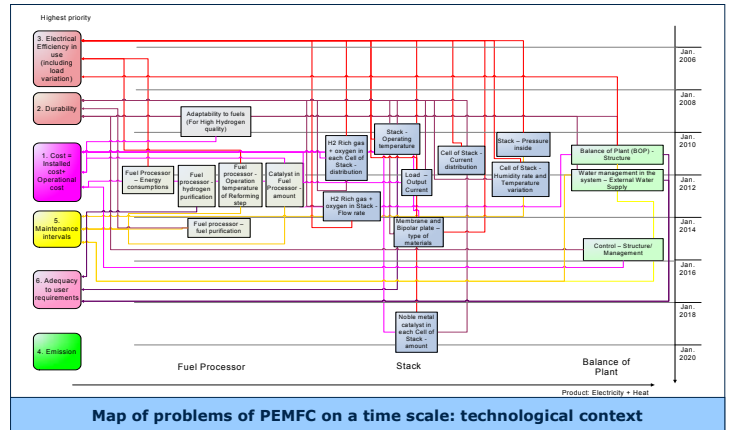 Highest priority
3. Electrical
Efficiency in
use
(including
load
variation)
2. Durability
1. Cost =
Installed
cost+
Operational
cost
5.
Maintenance
intervals
6. Adequacy
to user
requirements
4. Emission
Adaptability to fuels
(For High Hydrogen
quality)
Fuel Processor
– Energy
consumptions
Fuel
processor -
hydrogen
purification
Fuel
processor -
Operation
temperature
of Reforming
step
Catalyst in
Fuel
Processor -
amount
Fuel processor –
fuel purification
H2 Rich gas
+ oxygen in
each Cell of
Stack -
distribution
H2 Rich gas +
oxygen in Stack -
Flow rate
Stack -
Operating
temperature
Load –
Output
Current
Membrane and
Bipolar plate –
type of
materials
Noble metal
catalyst in
each Cell of
Stack -
amount
Cell of Stack -
Current
distribution
Stack – Pressure
inside
Cell of Stack -
Humidity rate and
Temperature
variation
Balance of Plant (BOP) -
Structure
Water management in the
system – External Water
Supply
Control – Structure/
Management
Jan.
2006
Jan.
2008
Jan.
2010
Jan.
2012
Jan.
2014
Jan.
2016
Jan.
2018
Jan.
2020
Fuel Processor
Stack
Balance of
Plant
Product: Electricity + Heat
Map of problems of PEMFC on a time scale: technological context